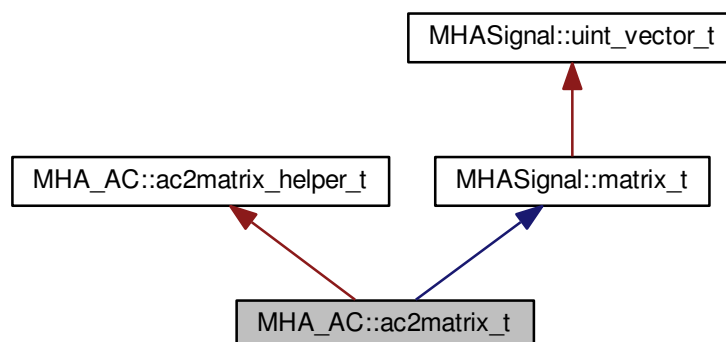 MHASignal::uint_vector_t
MHA_AC::ac2matrix_helper_t
MHASignal::matrix_t
MHA_AC::ac2matrix_t